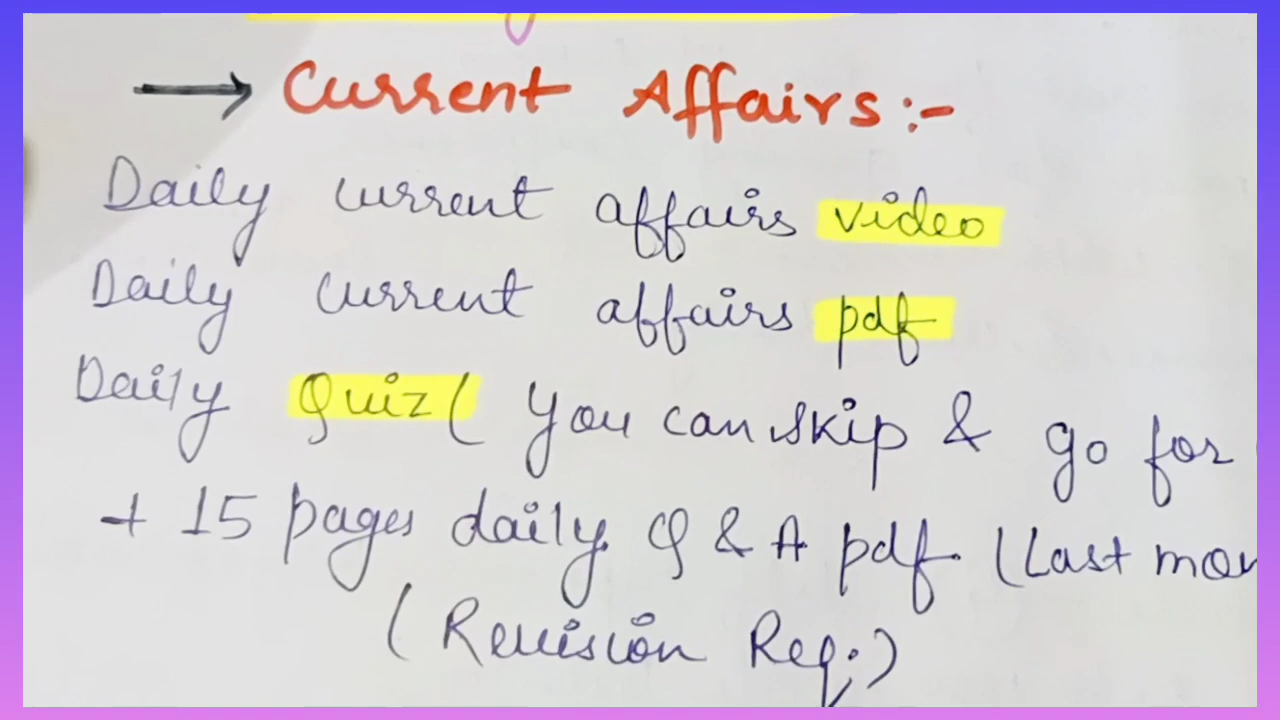 → Current Affairs:-
Daily current affairs video
Daily current affairs pdf
Daily Quiz ( You can skip & go for
+ 15 pages daily Q & A pdf. (Last
(Revision Req.)